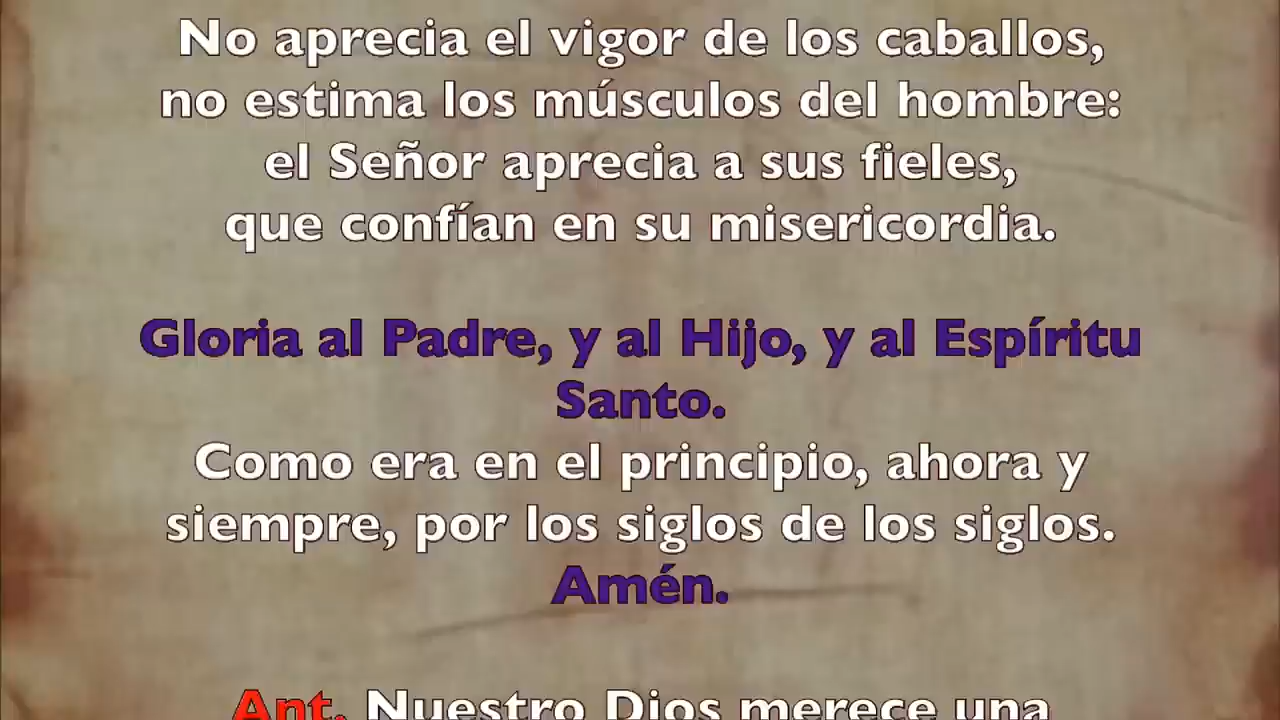 No aprecia el vigor de los caballos,
no estima los músculos del hombre:
el Señor aprecia a sus fieles,
que confían en su misericordia.
Gloria al Padre, y al Hijo, y al Espíritu
Santo.
Como era en el principio, ahora y
siempre, por los siglos de los siglos.
Amén.
Ant. Nuestro Dios merece una